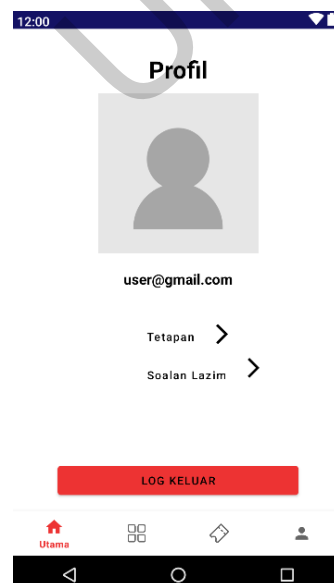 12:00
Profil
user@gmail.com
Tetapan
Soalan Lazim
LOG KELUAR
Utama